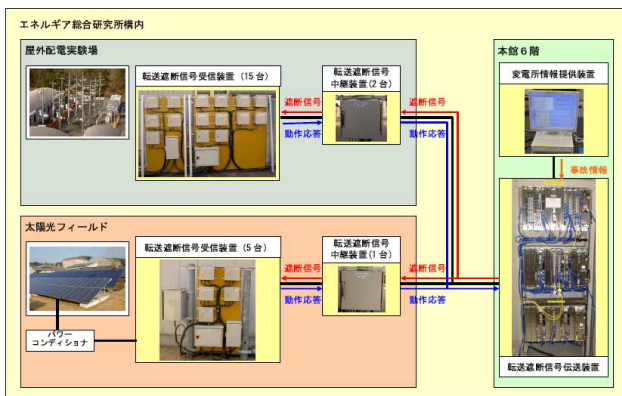 エネルギア総合研究所構内
屋外配電実験場
転送遮断信号受信装置（15台）
転送遮断信号
中継装置（2台）
遮断信号
動作応答
遮断信号
動作応答
本館６階
変電所情報提供装置
事故情報
転送遮断信号伝送装置
太陽光フィールド
転送遮断信号受信装置（5台）
転送遮断信号
中継装置（1台）
遮断信号
動作応答
遮断信号
動作応答
パワー
コンディショナ